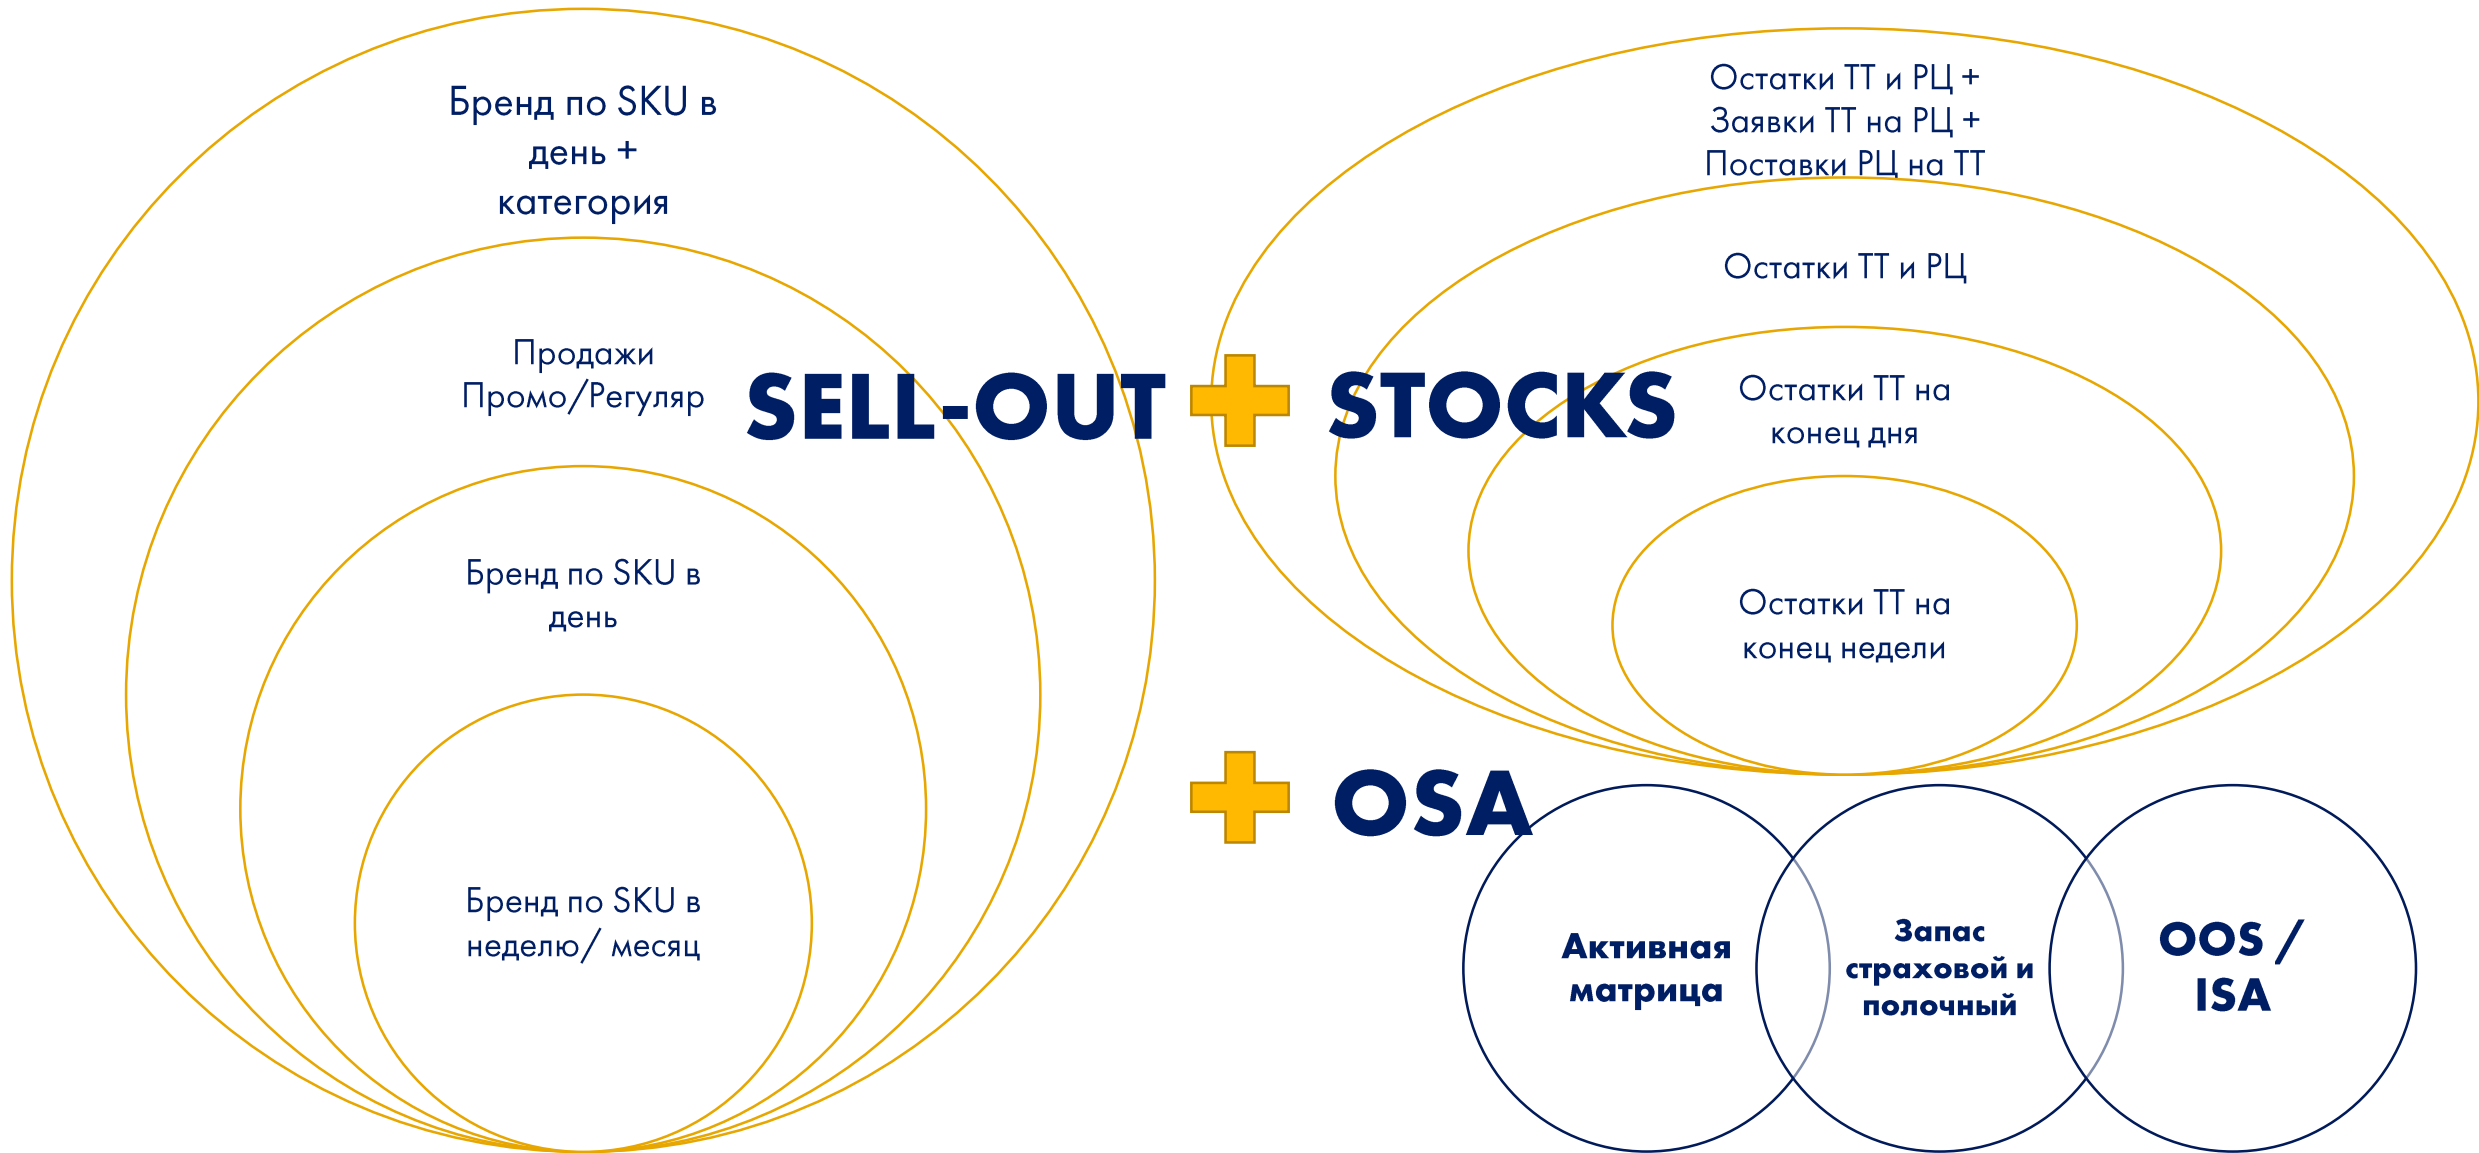 Бренд по SKU в
день +
категория
Продажи
Промо/Регуляр
Бренд по SKU в
день
Бренд по SKU в
неделю/ месяц
SELL-OUT
STOCKS
Остатки ТТ и РЦ +
Заявки ТТ на РЦ +
Поставки РЦ на ТТ
Остатки ТТ и РЦ
Остатки ТТ на
конец дня
Остатки ТТ на
конец недели
OSA
Активная
матрица
Запас
страховой и
полочный
OOS /
ISA